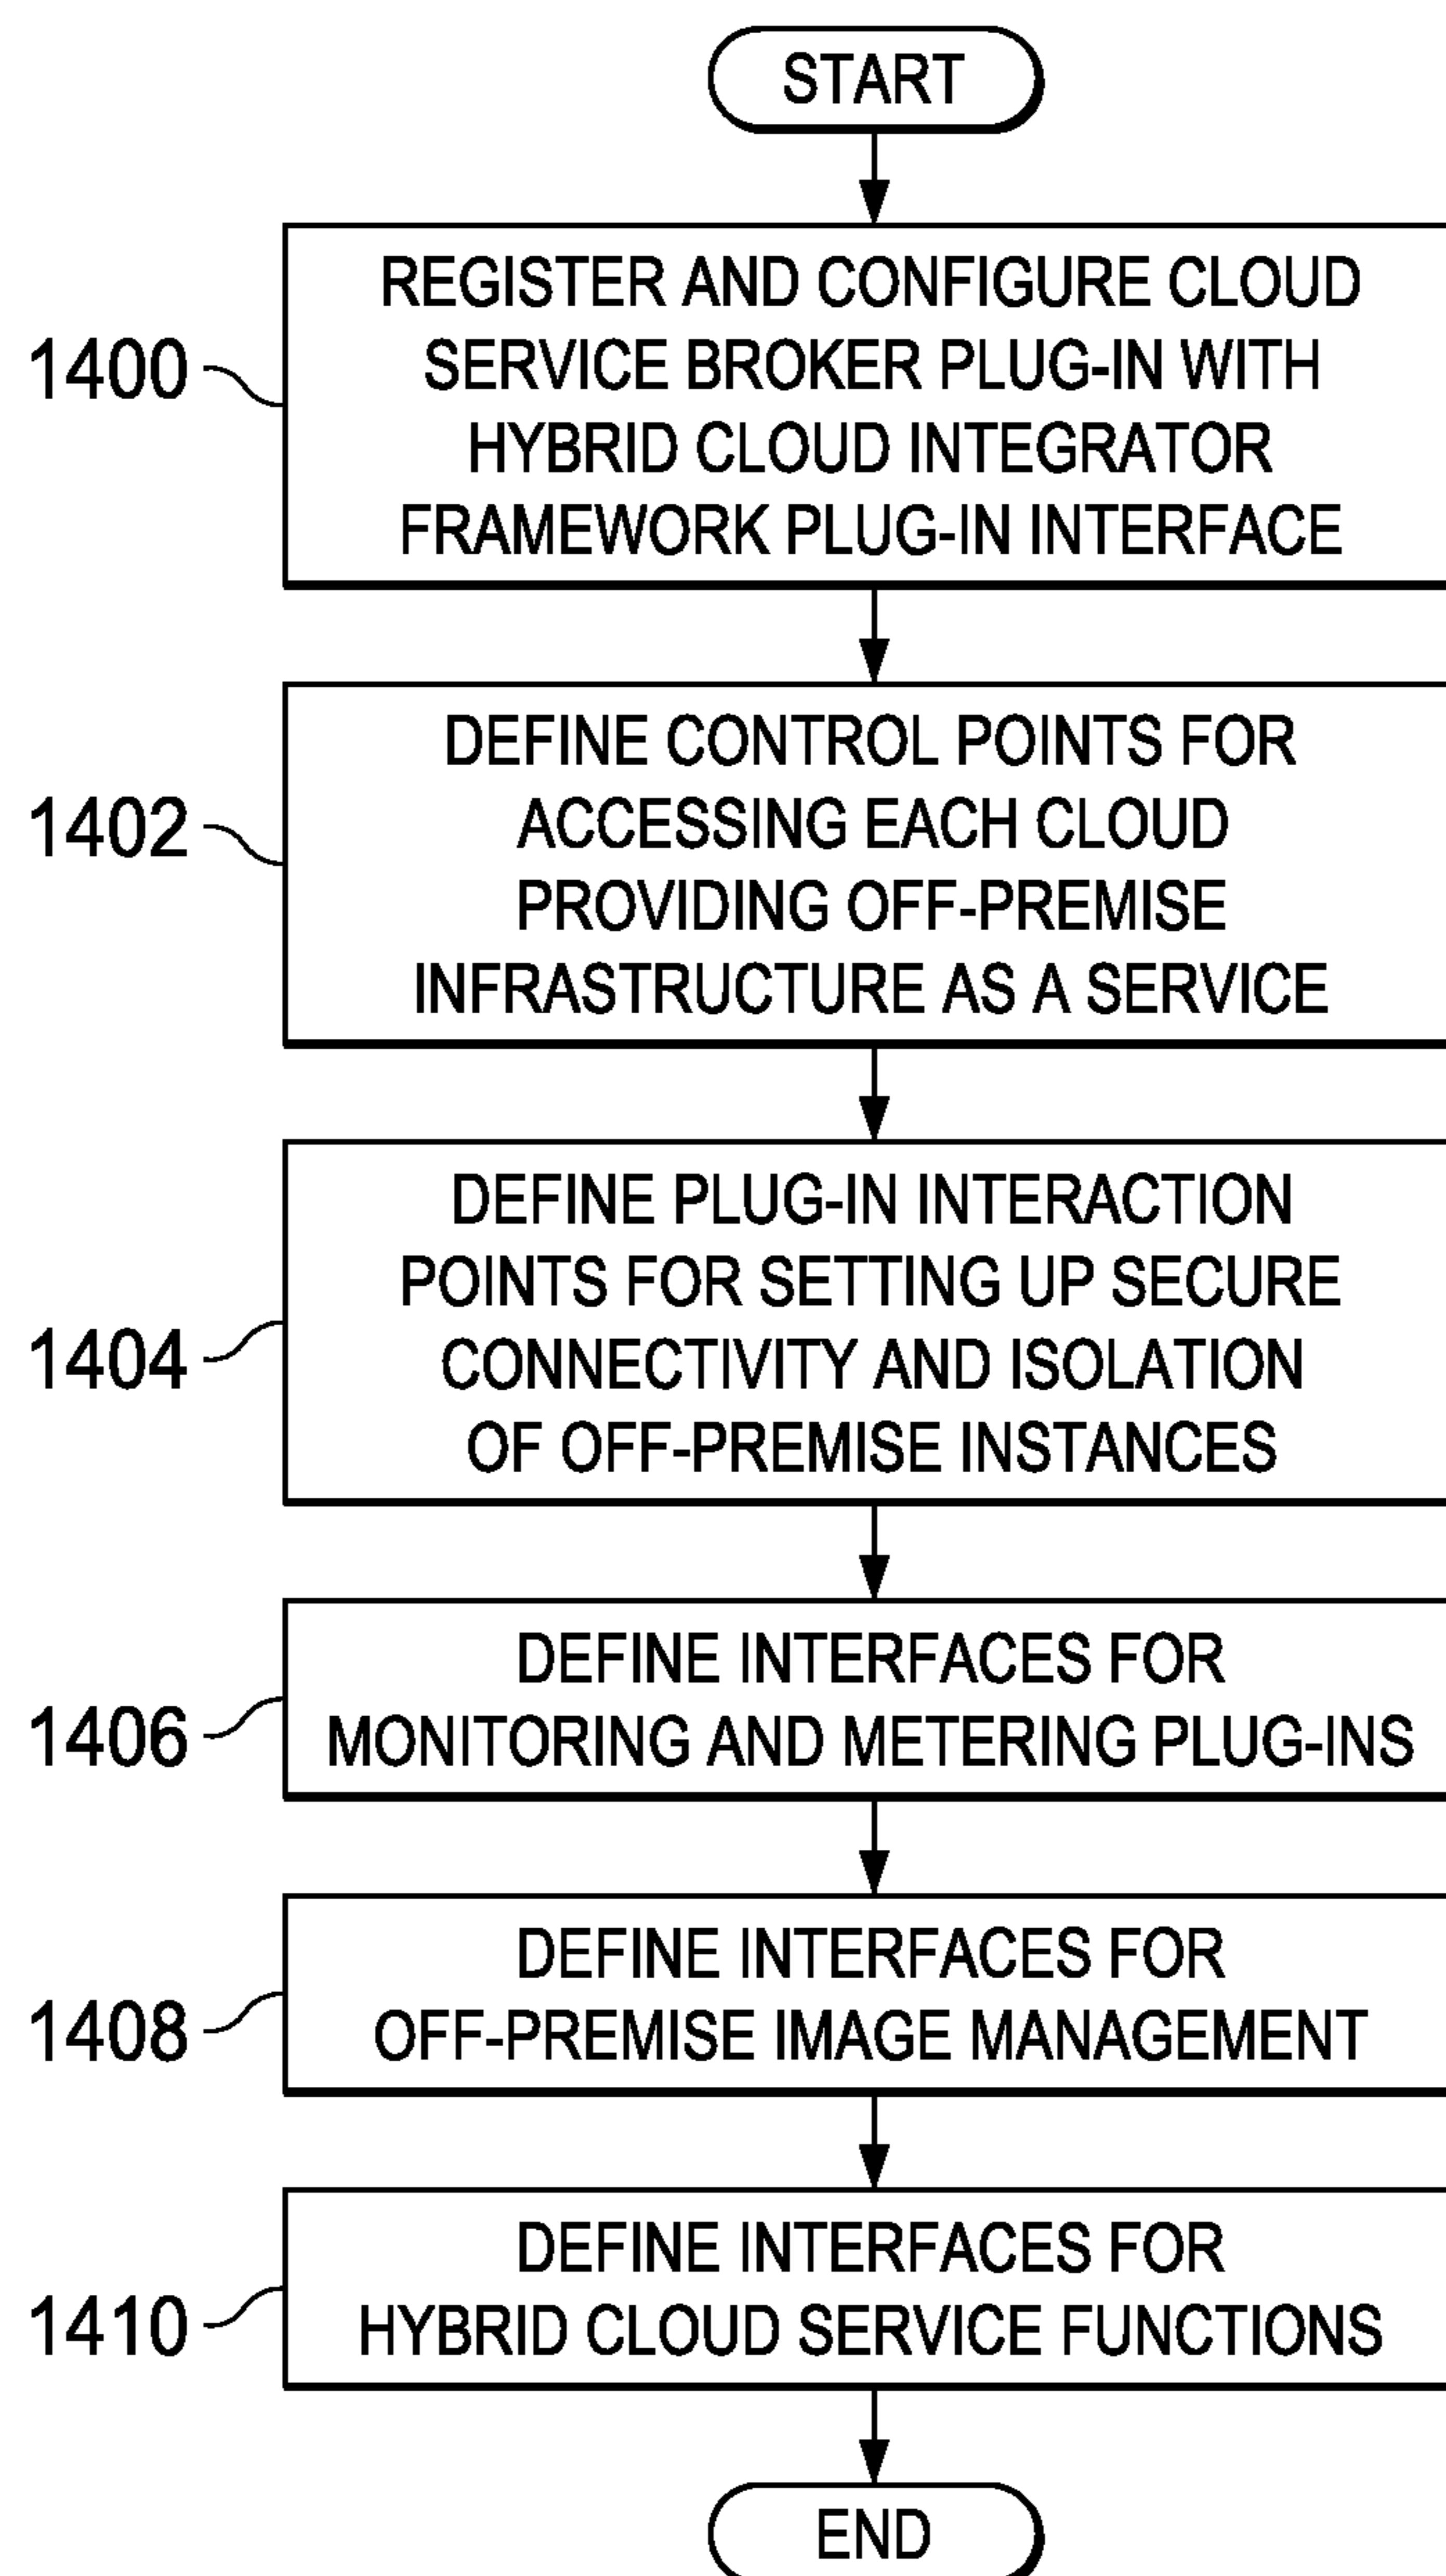 START
REGISTER AND CONFIGURE CLOUD
SERVICE BROKER PLUG-IN WITH
HYBRID CLOUD INTEGRATOR
FRAMEWORK PLUG-IN INTERFACE
1400
DEFINE CONTROL POINTS FOR
ACCESSING EACH CLOUD
PROVIDING OFF-PREMISE
INFRASTRUCTURE AS A SERVICE
1402
DEFINE PLUG-IN INTERACTION
POINTS FOR SETTING UP SECURE
CONNECTIVITY AND ISOLATION
OF OFF-PREMISE INSTANCES
1404
DEFINE INTERFACES FOR
MONITORING AND METERING PLUG-INS
1406
DEFINE INTERFACES FOR
OFF-PREMISE IMAGE MANAGEMENT
1408
DEFINE INTERFACES FOR
HYBRID CLOUD SERVICE FUNCTIONS
1410
END